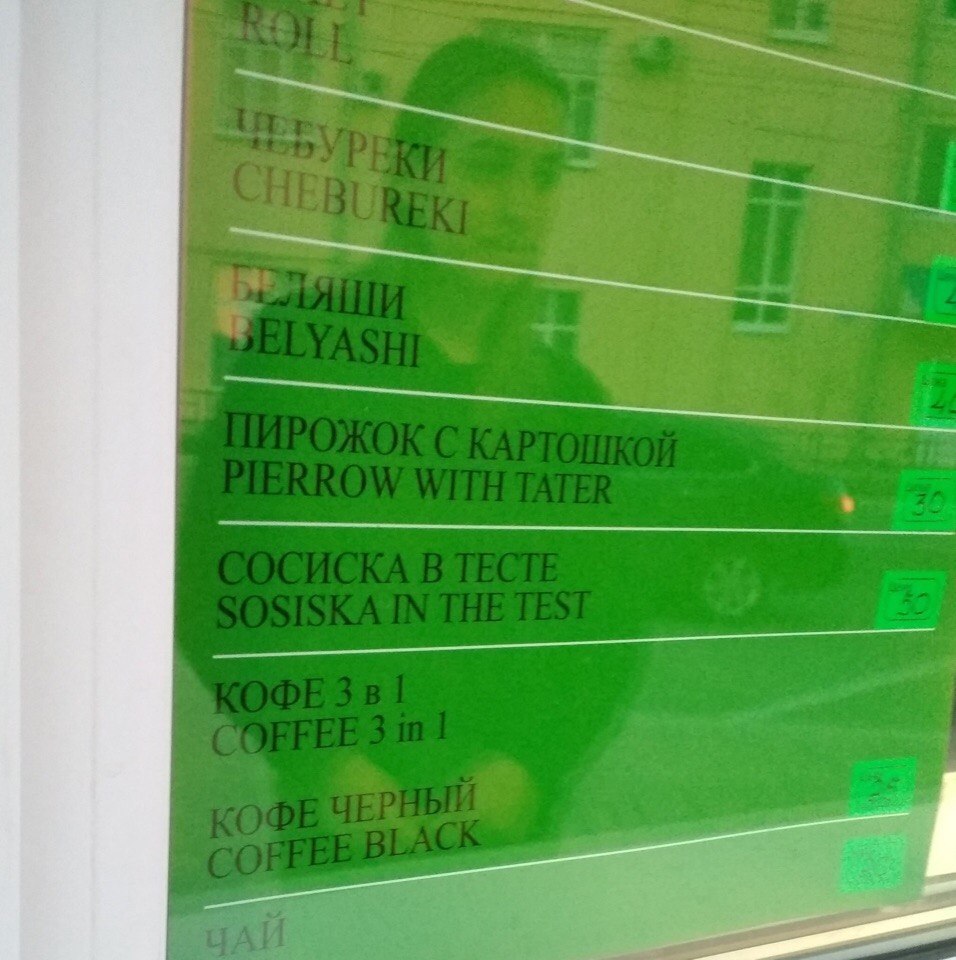 ROLL
ЧЕБУРЕКИ
CHEBUREKI
БЕЛЯШИ
BELYASHI
ПИРОЖОК С КАРТОШКОЙ
PIERROW WITH TATER
30
СОСИСКА В ТЕСТЕ
SOSISKA IN THE TEST
30
КОФЕ 3 в 1
COFFEE 3 in 1
КОФЕ ЧЕРНЫЙ
COFFEE BLACK
ЧАЙ